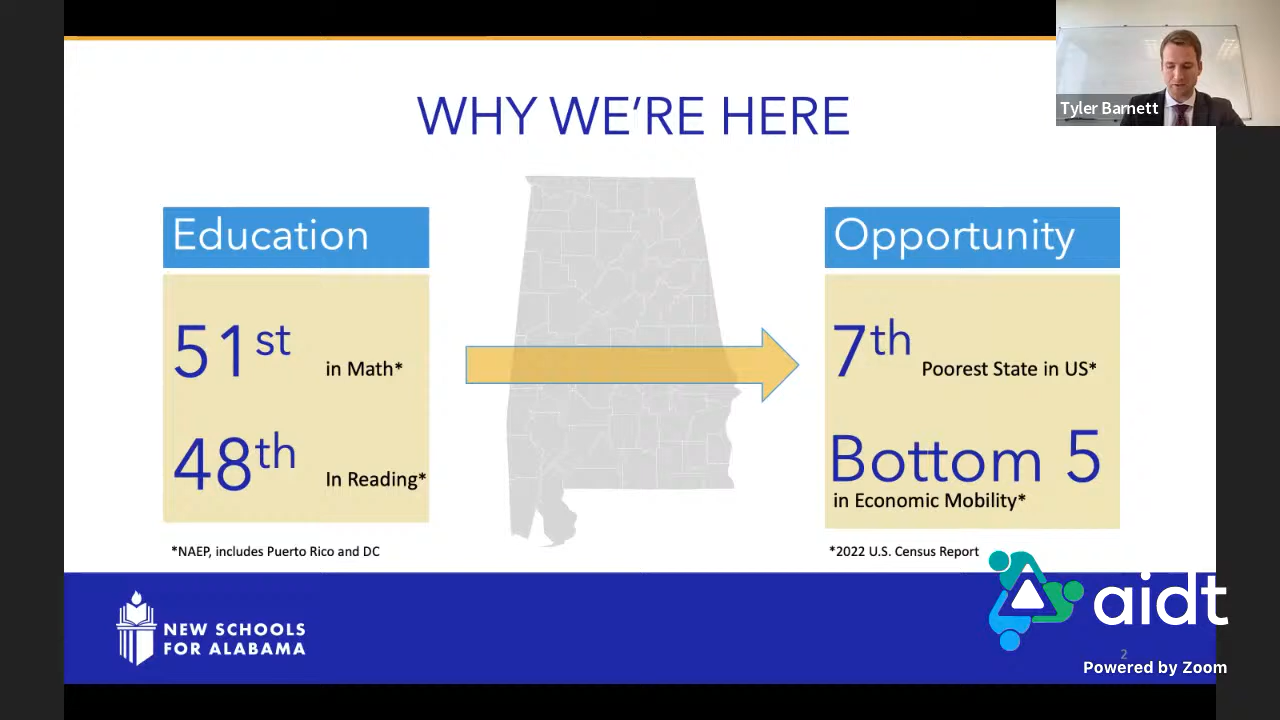 Tyler Barnett
WHY WE'RE HERE
Education
51st in Math*
48th In Reading*
*NAEP, includes Puerto Rico and DC
Opportunity
7th Poorest State in US*
Bottom 5
in Economic Mobility*
*2022 U.S. Census Report
NEW SCHOOLS
FOR ALABAMA
aidt
2
Powered by Zoom